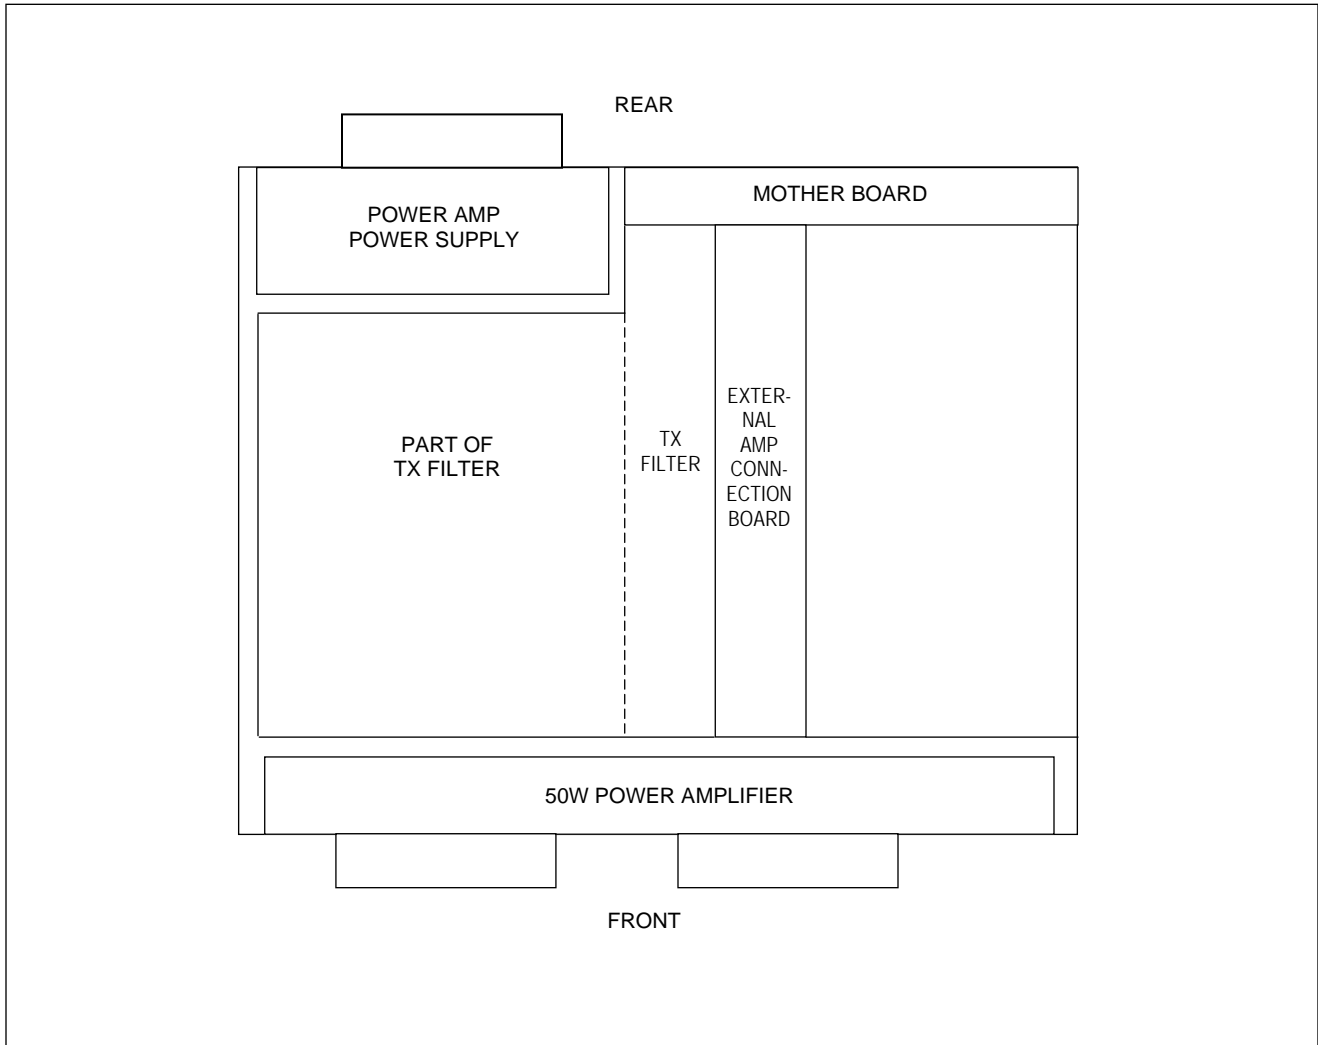 REAR
MOTHER BOARD
POWER AMP
POWER SUPPLY
PART OF
TX FILTER
TX
FILTER
EXTER-
NAL
AMP
CONN-
ECTION
BOARD
50W POWER AMPLIFIER
FRONT